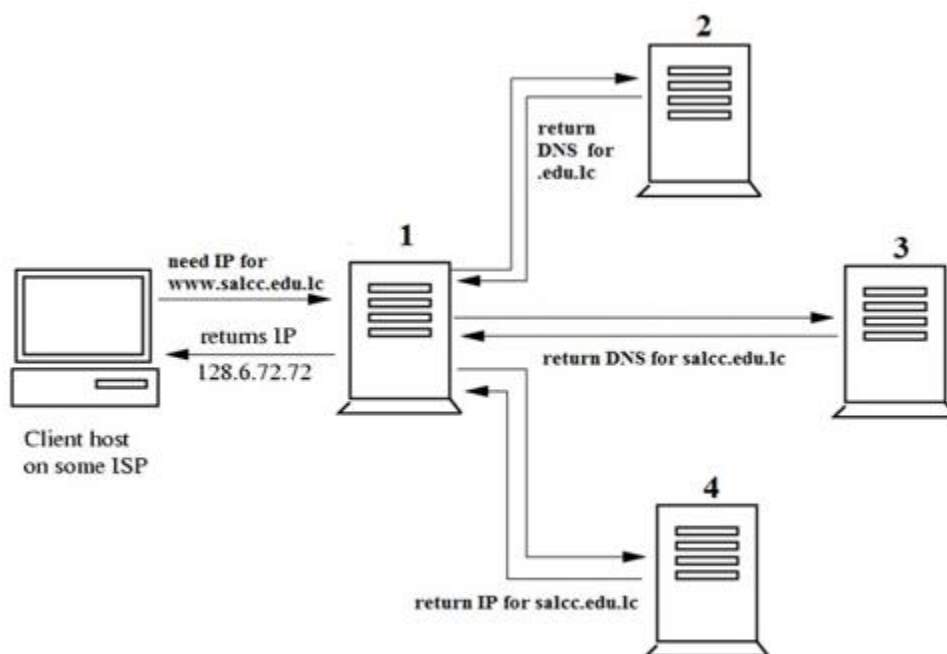 2
return
DNS for
.edu.lc
1
need IP for
www.salcc.edu.lc
3
returns IP
return DNS for salcc.edu.lc
128.6.72.72
Client host
on some ISP
4
return IP for salcc.edu.lc